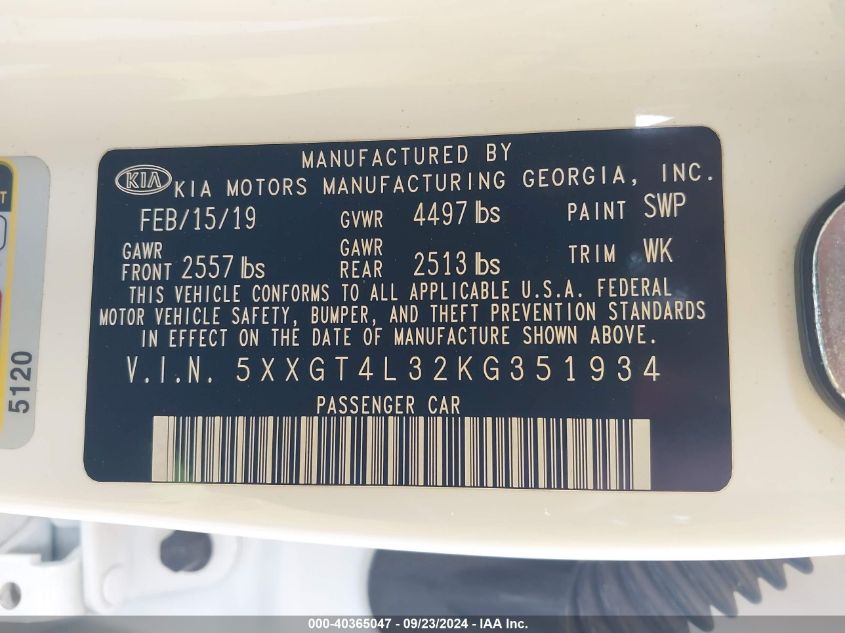 MANUFACTURED BY
KIA KIA MOTORS MANUFACTURING GEORGIA, INC.
FEB/15/19 GVWR 4497 lbs PAINT SWP
GAWR FRONT 2557 lbs GAWR REAR 2513 lbs TRIM WK
THIS VEHICLE CONFORMS TO ALL APPLICABLE U.S.A. FEDERAL
MOTOR VEHICLE SAFETY, BUMPER, AND THEFT PREVENTION STANDARDS
IN EFFECT ON THE DATE OF MANUFACTURE SHOWN ABOVE.
V.I.N. 5XXGT4L32KG351934
PASSENGER CAR
5120
000-40365047 - 09/23/2024 - IAA Inc.